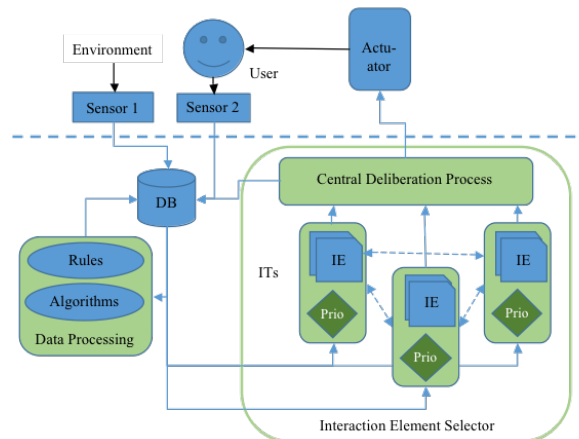 Environment
User
Actu-
ator
Sensor 1
Sensor 2
DB
Central Deliberation Process
Rules
Algorithms
Data Processing
ITs
IE
Prio
IE
Prio
IE
Prio
Interaction Element Selector